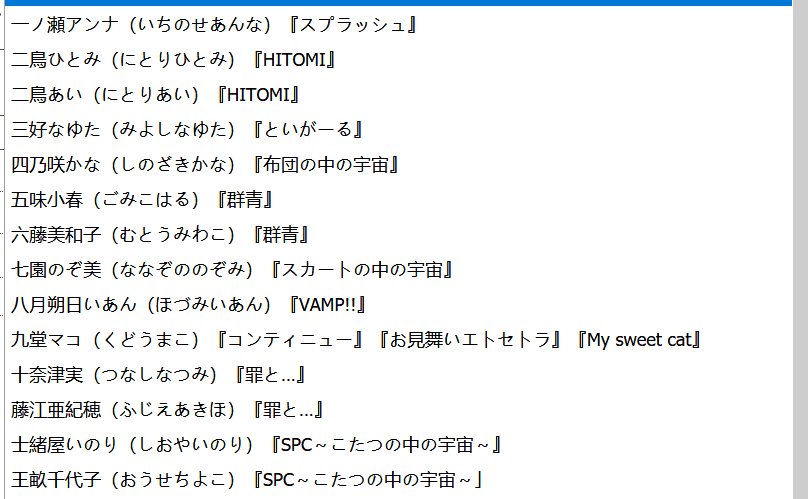 一ノ瀬アンナ（いちのせあんな）『スプラッシュ』
二鳥ひとみ（にとりひとみ）『HITOMI』
二鳥あい（にとりあい）『HITOMI』
三好なゆた（みよしなゆた）『といがーる』
四乃咲かな（しのざきかな）『布団の中の宇宙』
五味小春（ごみこはる）『群青』
六藤美和子（むとうみわこ）『群青』
七園のぞ美（ななぞののぞみ）『スカートの中の宇宙』
八月朔日いあん（ほづみいあん）『VAMP!!』
九堂マコ（くどうまこ）『コンティニュー』『お見舞いエトセトラ』『My sweet cat』
十奈津実（つなしなつみ）『罪と…』
藤江亜紀穂（ふじえあきほ）『罪と…』
士緒屋いのり（しおやいのり）『SPC～こたつの中の宇宙～』
王畝千代子（おうせちよこ）『SPC～こたつの中の宇宙～」